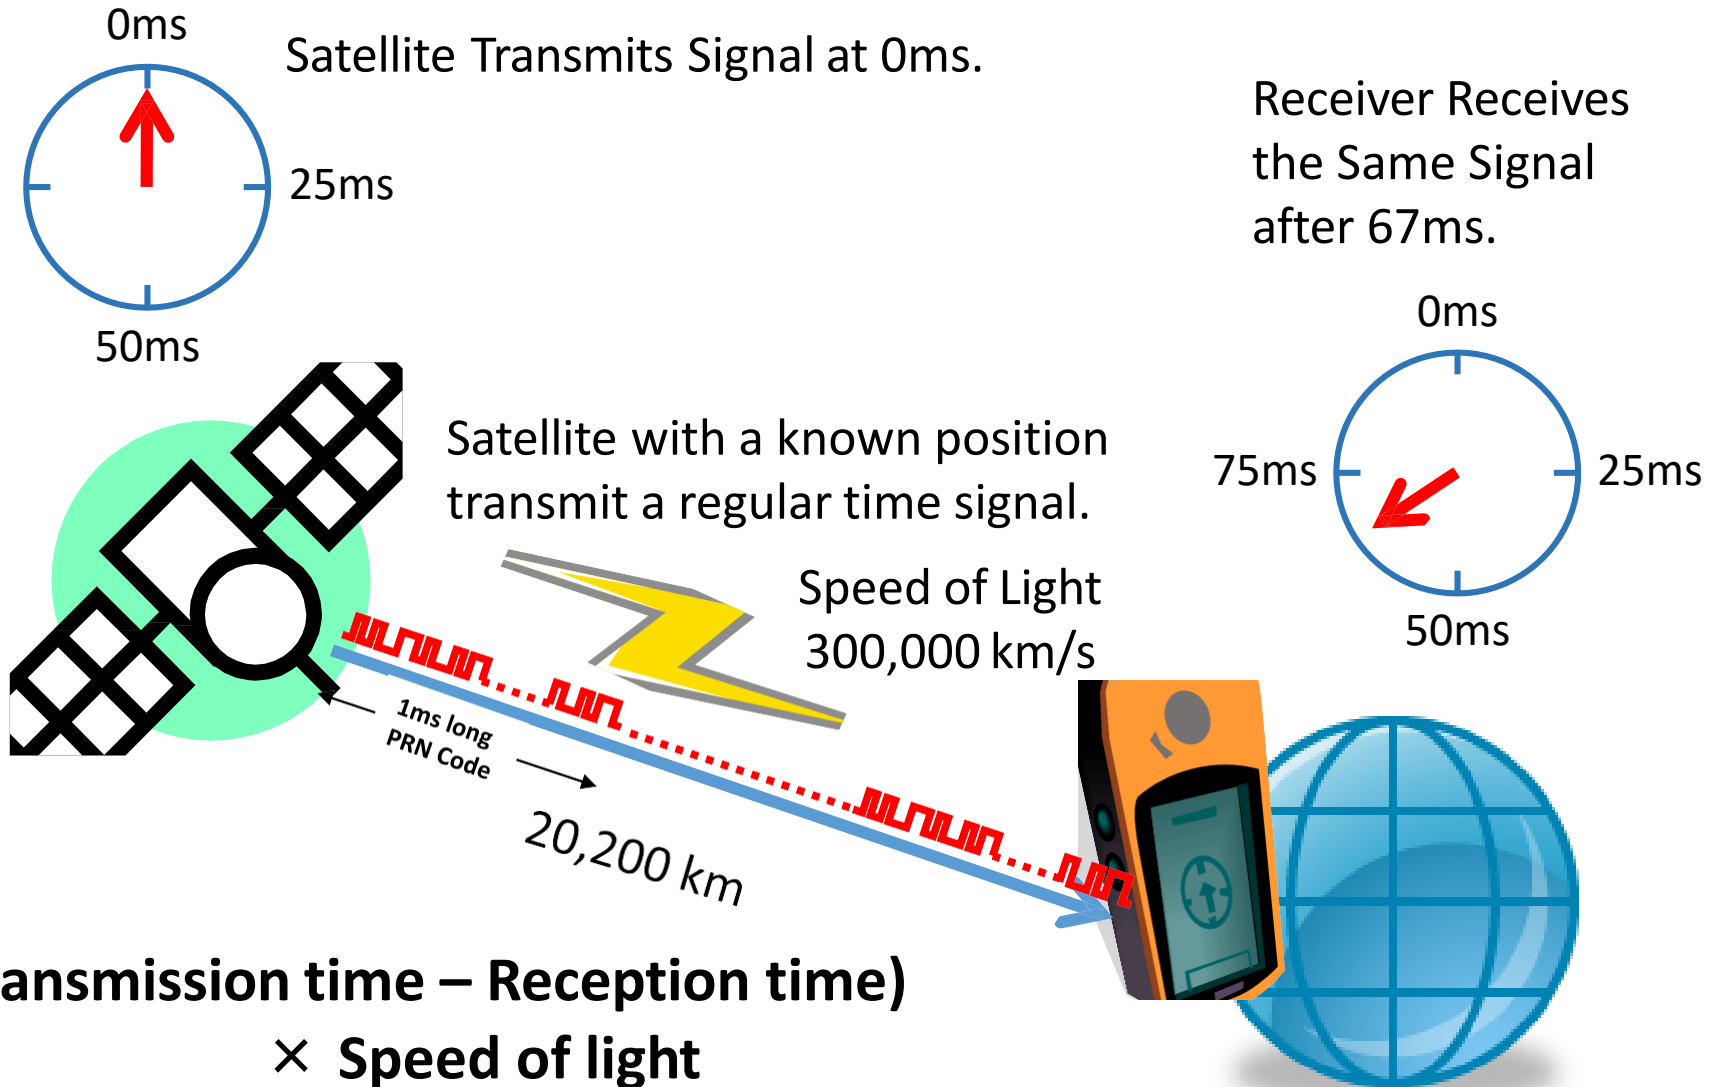 0ms
Satellite Transmits Signal at 0ms.
25ms
50ms
Receiver Receives
the Same Signal
after 67ms.
0ms
75ms
25ms
50ms
Satellite with a known position
transmit a regular time signal.
Speed of Light
300,000 km/s
1ms long
PRN Code
20,200 km
ansmission time – Reception time)
× Speed of light